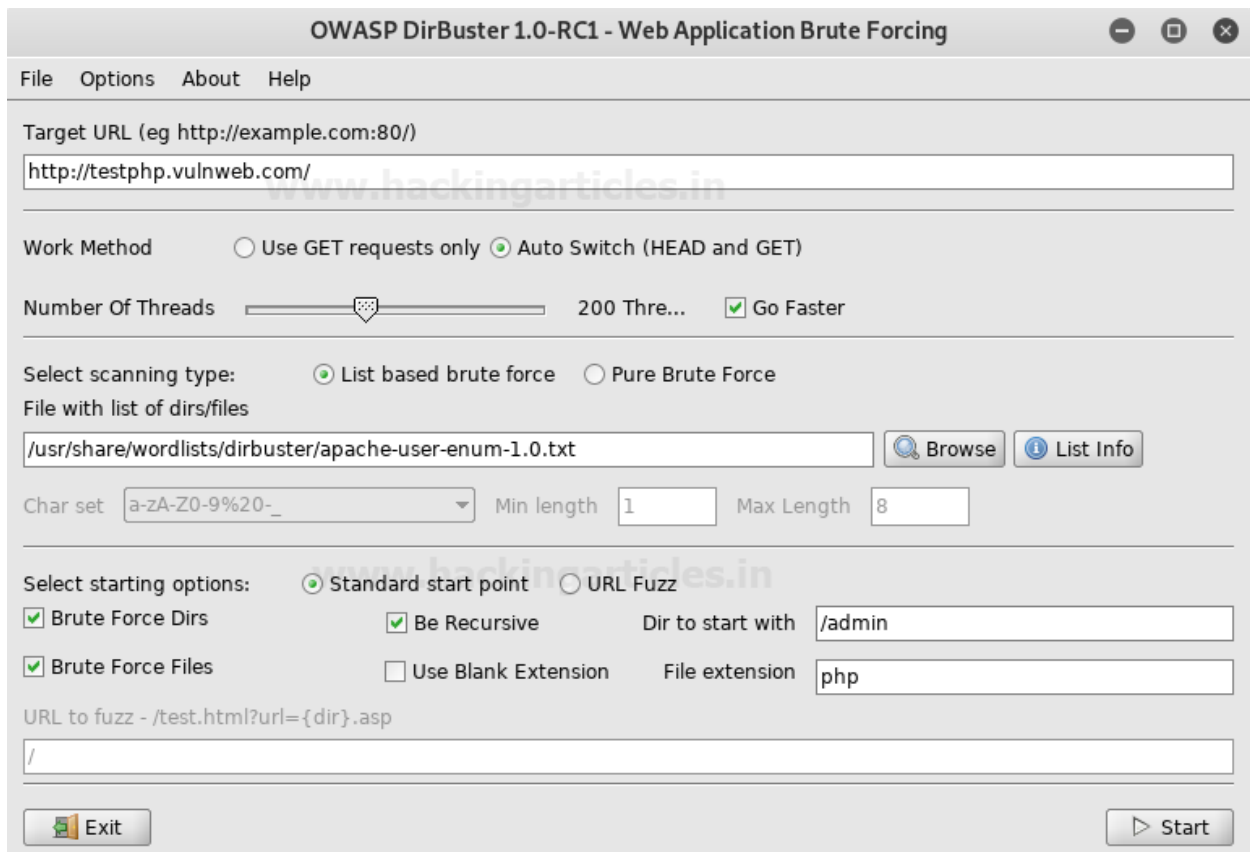 OWASP DirBuster 1.0-RC1 - Web Application Brute Forcing
File Options About Help
Target URL (eg http://example.com:80/)
http://testphp.vulnweb.com/
www.hackingarticles.in
Work Method Use GET requests only Auto Switch (HEAD and GET)
Number Of Threads 200 Thre... Go Faster
Select scanning type: List based brute force Pure Brute Force
File with list of dirs/files
/usr/share/wordlists/dirbuster/apache-user-enum-1.0.txt Browse List Info
Char set a-zA-Z0-9%20-_ Min length 1 Max Length 8
www.hackingarticles.in
Select starting options: Standard start point URL Fuzz
Brute Force Dirs Be Recursive Dir to start with /admin
Brute Force Files Use Blank Extension File extension php
URL to fuzz - /test.html?url={dir}.asp
/
Exit Start